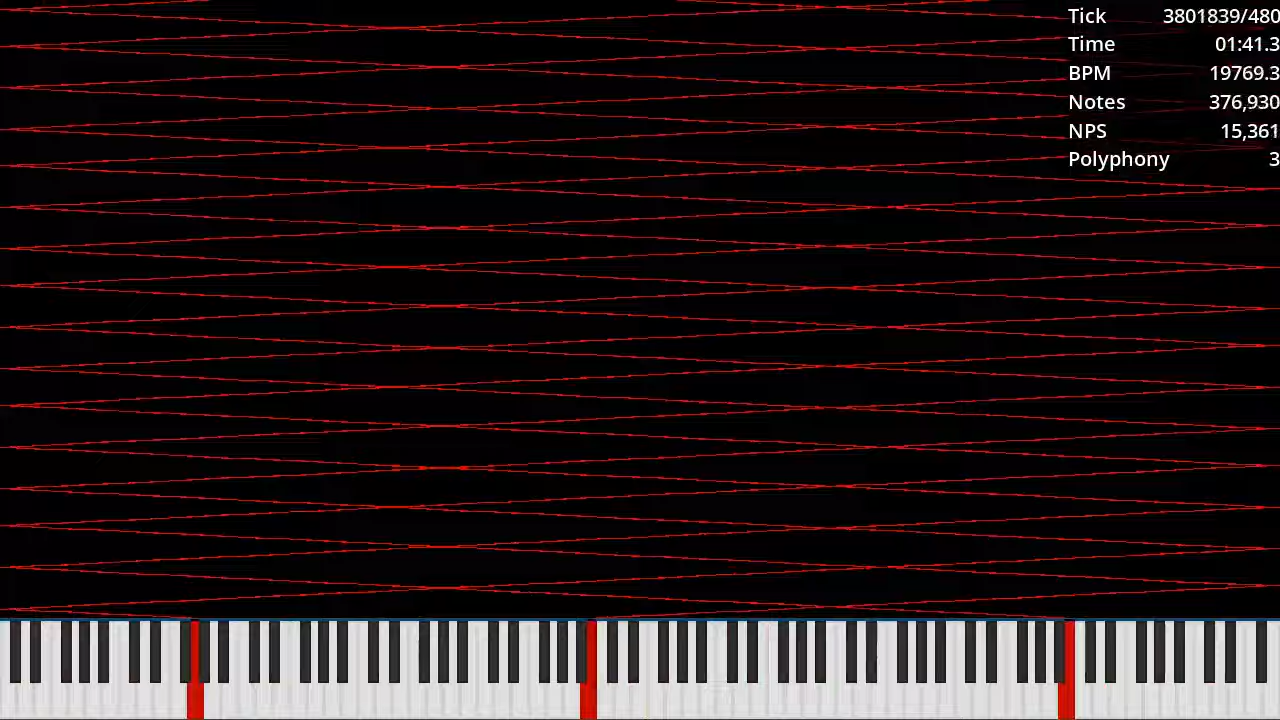 Tick 3801839/480
Time 01:41.3
BPM 19769.3
Notes 376,930
NPS 15,361
Polyphony 3